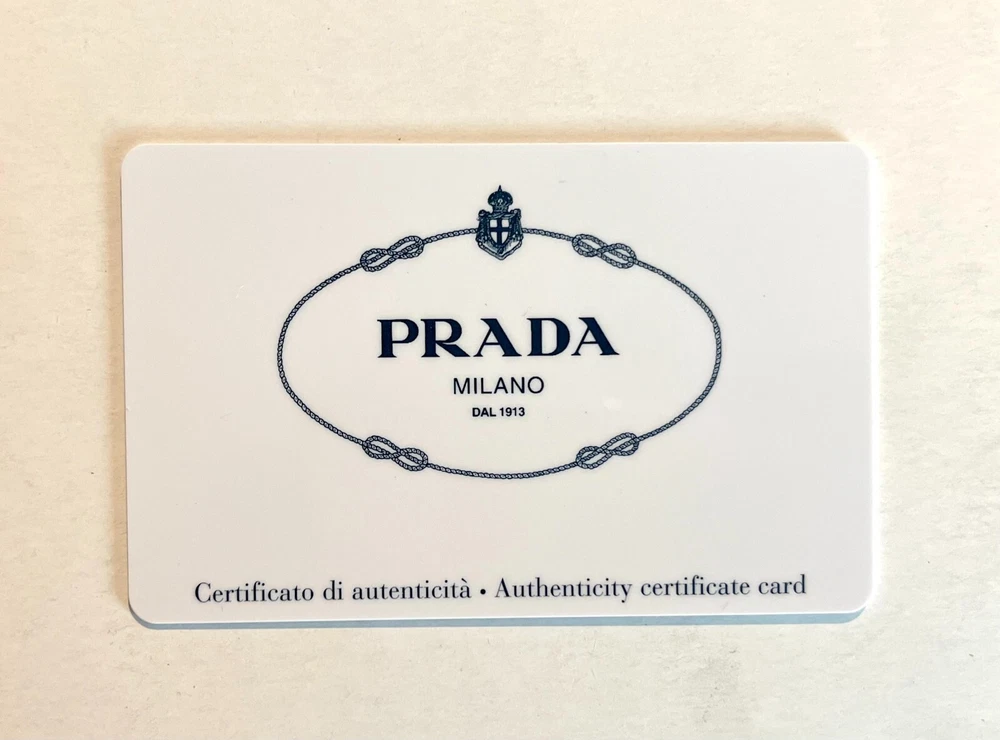 PRADA
MILANO
DAL 1913
Certificato di autenticità • Authenticity certificate card